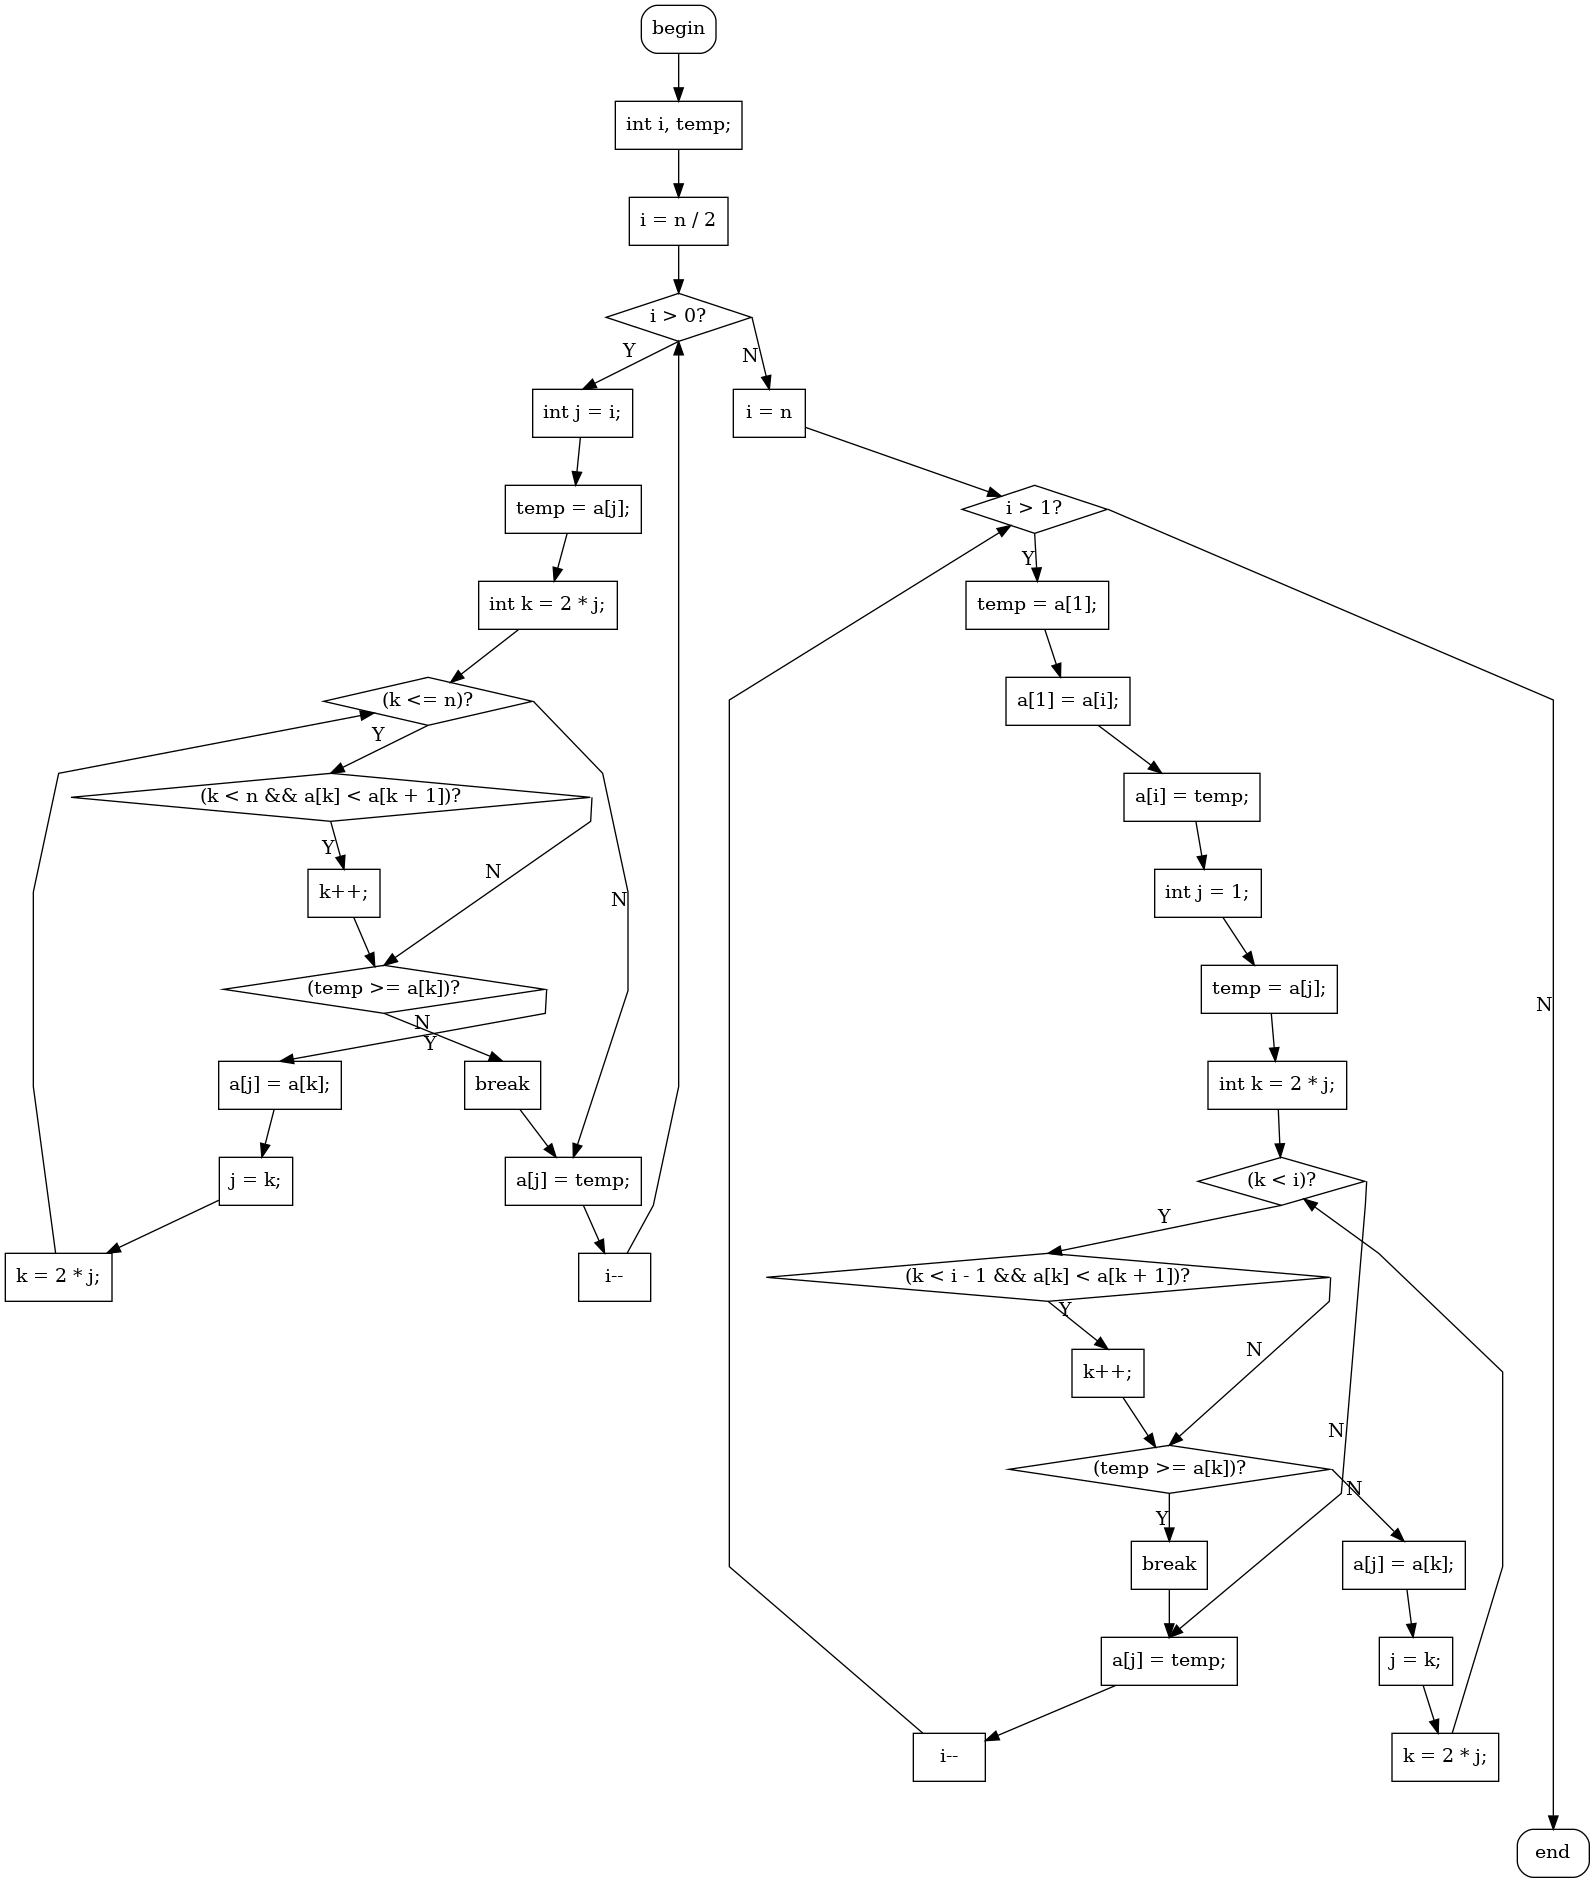 begin
int i, temp;
i = n / 2
i > 0?
Y
N
int j = i;
i = n
temp = a[j];
i > 1?
Y
int k = 2 * j;
temp = a[1];
(k <= n)?
a[1] = a[i];
Y
(k < n && a[k] < a[k + 1])?
a[i] = temp;
Y
N
k++;
N
int j = 1;
(temp >= a[k])?
temp = a[j];
N
N
Y
a[j] = a[k];
break
int k = 2 * j;
j = k;
a[j] = temp;
(k < i)?
Y
k = 2 * j;
i--
(k < i - 1 && a[k] < a[k + 1])?
Y
N
k++;
N
(temp >= a[k])?
N
Y
break
a[j] = a[k];
a[j] = temp;
j = k;
i--
k = 2 * j;
end